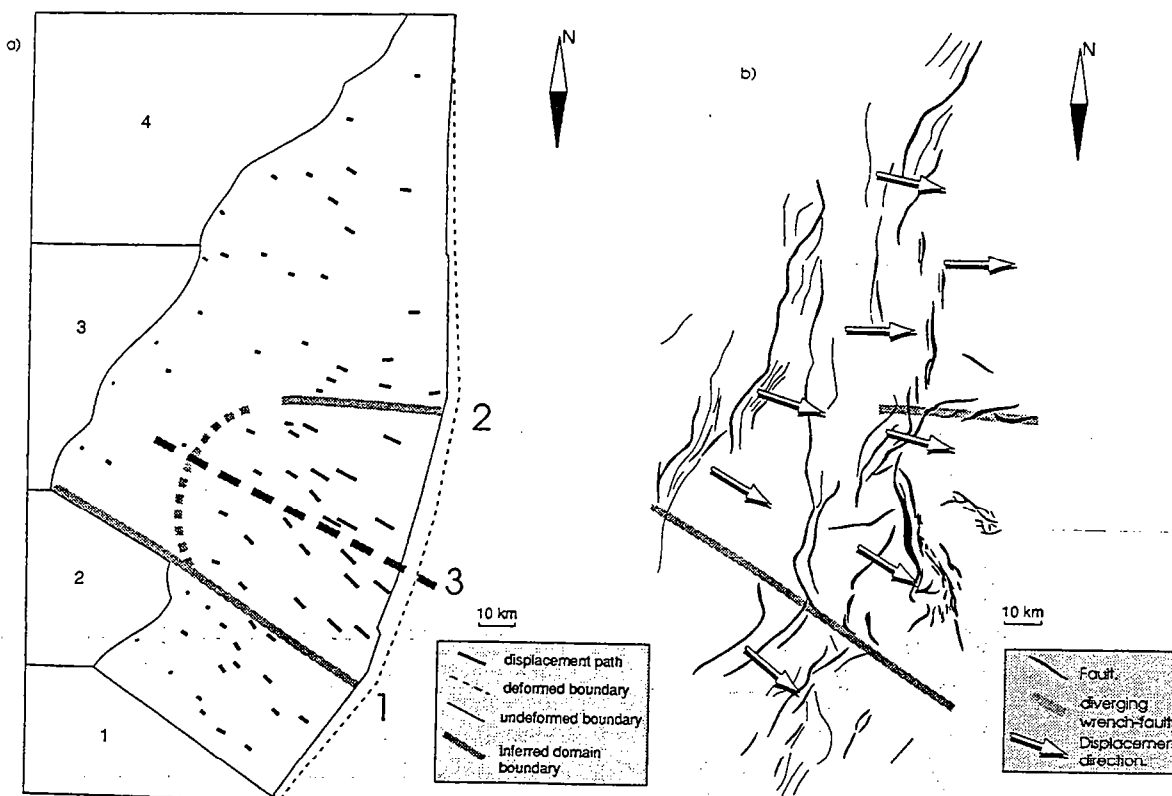 a)
N
4
3
2
3
2
1
1
10 km
displacement path
deformed boundary
undeformed boundary
Inferred domain
boundary
b)
N
10 km
Fault.
diverging
wrench-fault
Displacemen
direction.